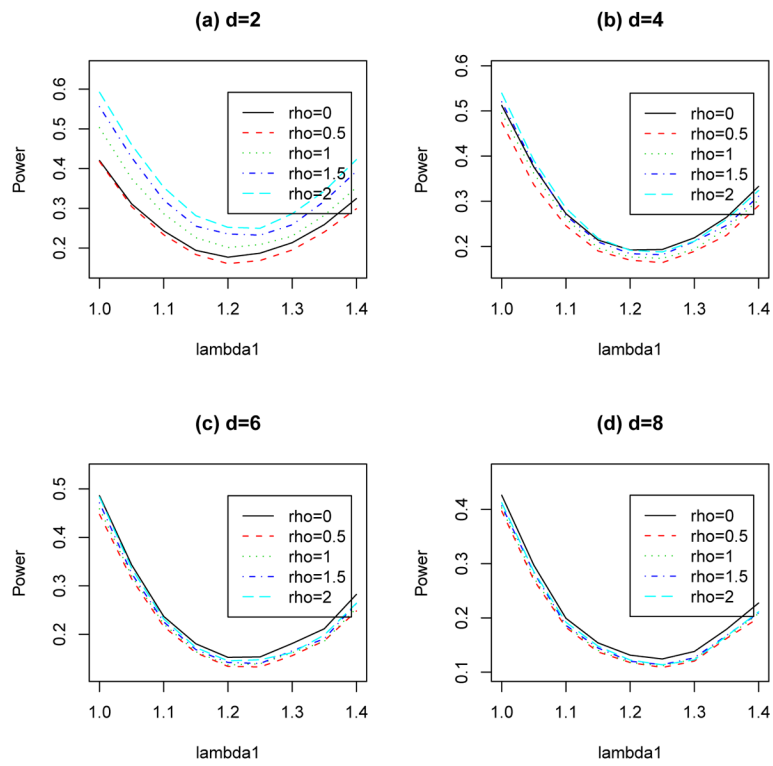 (a) d=2
Power
0.2 0.3 0.4 0.5 0.6
rho=0
rho=0.5
rho=1
rho=1.5
rho=2
1.0 1.1 1.2 1.3 1.4
lambda1
(b) d=4
Power
0.2 0.3 0.4 0.5 0.6
rho=0
rho=0.5
rho=1
rho=1.5
rho=2
1.0 1.1 1.2 1.3 1.4
lambda1
(c) d=6
Power
0.2 0.3 0.4 0.5
rho=0
rho=0.5
rho=1
rho=1.5
rho=2
1.0 1.1 1.2 1.3 1.4
lambda1
(d) d=8
Power
0.1 0.2 0.3 0.4
rho=0
rho=0.5
rho=1
rho=1.5
rho=2
1.0 1.1 1.2 1.3 1.4
lambda1